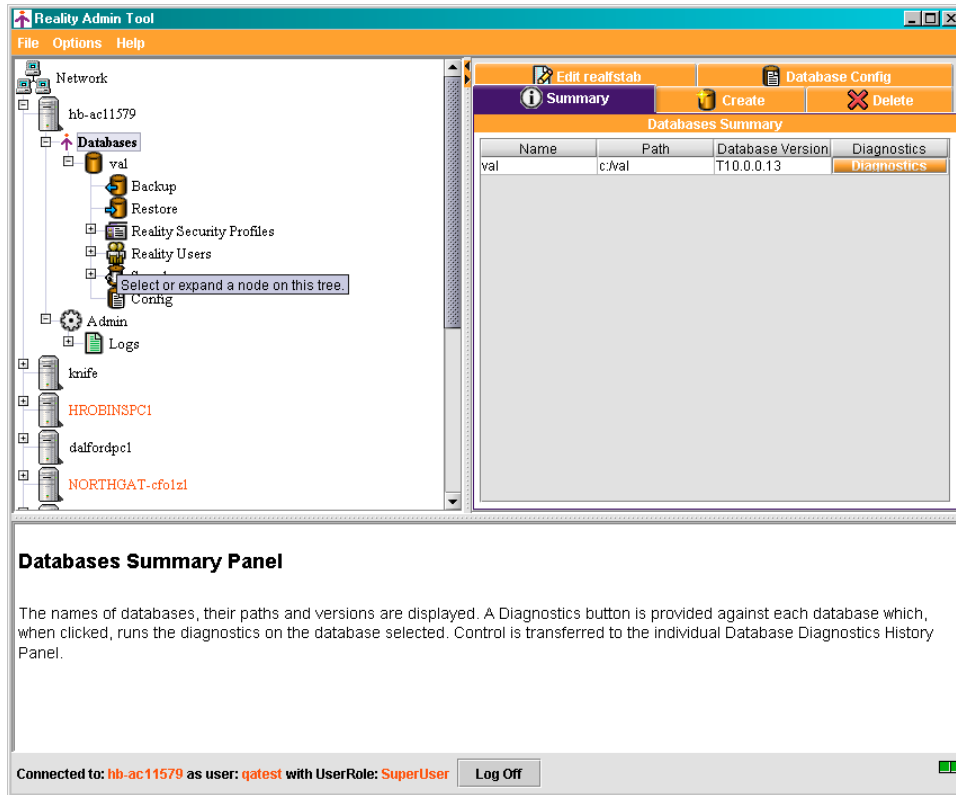 Reality Admin Tool
File Options Help
Network
hb-ac11579
Databases
val
Backup
Restore
Reality Security Profiles
Reality Users
Select or expand a node on this tree.
Config
Admin
Logs
knife
HROBINSPC1
dalfordpc1
NORTHGAT-cfo1z1
Edit realfstab
Database Config
Summary
Create
Delete
Databases Summary
Name Path Database Version Diagnostics
val c:/val T10.0.0.13 Diagnostics
Databases Summary Panel
The names of databases, their paths and versions are displayed. A Diagnostics button is provided against each database which,
when clicked, runs the diagnostics on the database selected. Control is transferred to the individual Database Diagnostics History
Panel.
Connected to: hb-ac11579 as user: qatest with UserRole: SuperUser
Log Off